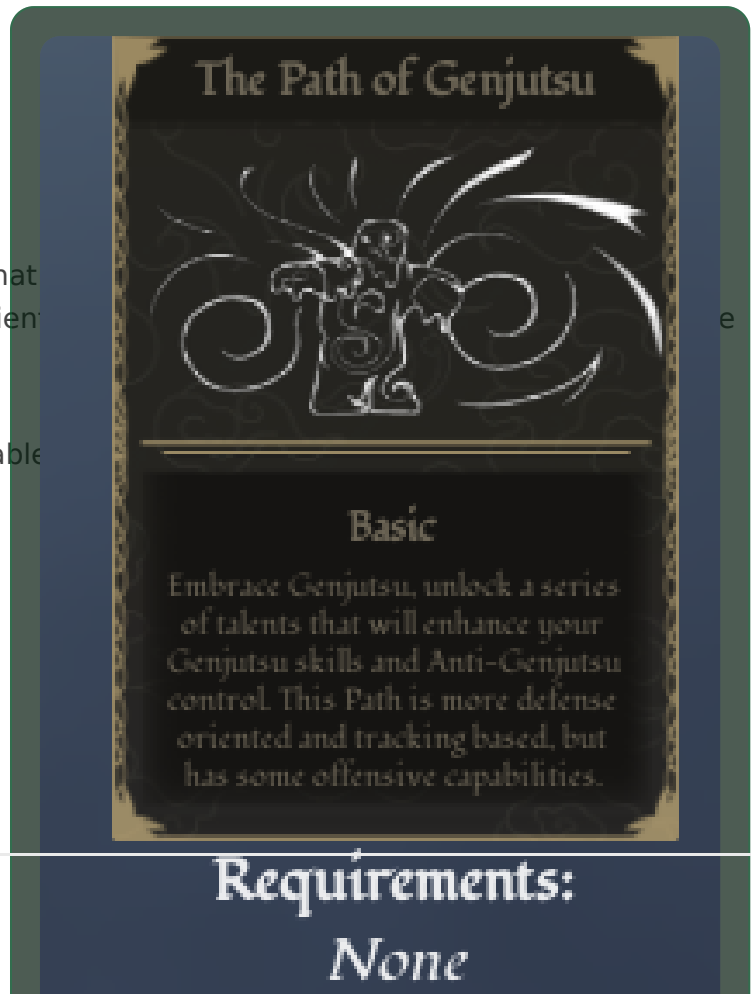 The Path of Genjutsu
Basic
Embrace Genjutsu, unlock a series
of talents that will enhance your
Genjutsu skills and Anti-Genjutsu
control. This Path is more defense
oriented and tracking based, but
has some offensive capabilities.
Requirements:
None